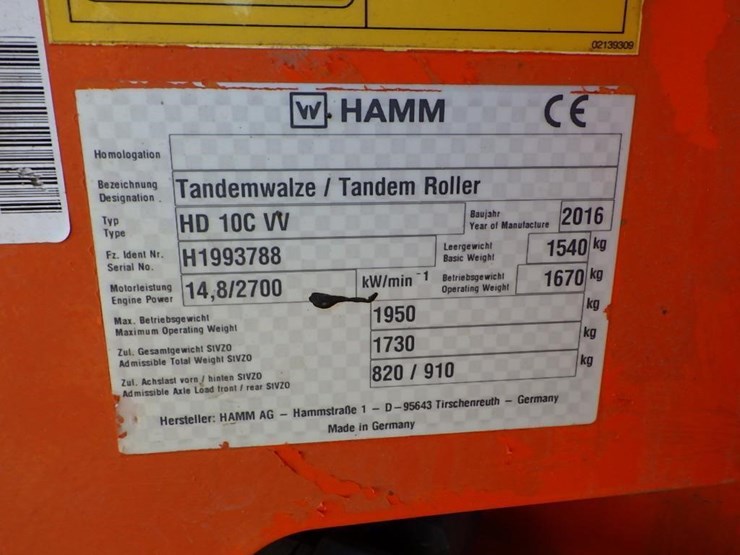 02139309
W HAMM CE
Homologation
Bezeichnung
Designation
Tandemwalze / Tandem Roller
Typ
Type
HD 10C VV
Baujahr
Year of Manufacture
2016
Fz. Ident Nr.
Serial No.
H1993788
Leergewicht
Basic Weight
1540 kg
Motorleistung
Engine Power
14,8/2700 kW/min -1
Betriebsgewicht
Operating Weight
1670 kg
Max. Betriebsgewicht
Maximum Operating Weight
1950 kg
Zul. Gesamtgewicht StVZO
Admissible Total Weight StVZO
1730 kg
Zul. Achslast vorn / hinten StVZO
Admissible Axle Load front / rear StVZO
820 / 910 kg
Hersteller: HAMM AG – Hammstraße 1 – D–95643 Tirschenreuth – Germany
Made in Germany